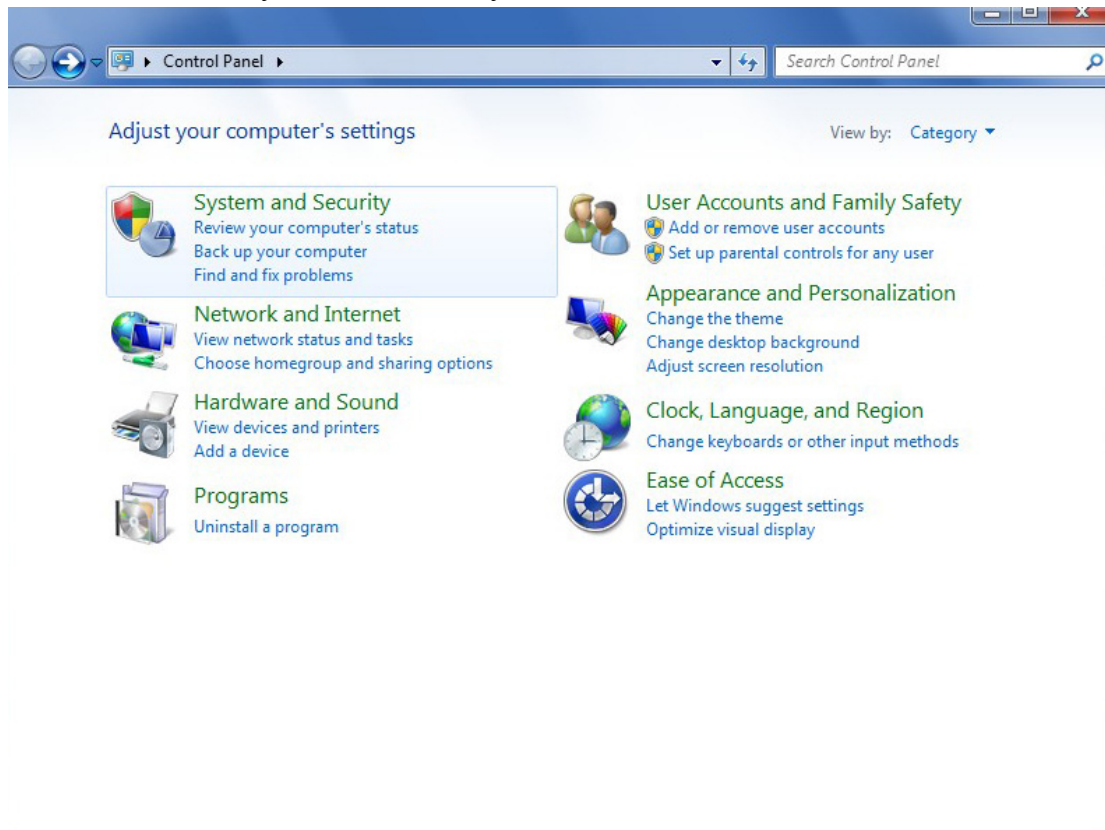 Control Panel
Search Control Panel
Adjust your computer's settings
View by: Category
System and Security
Review your computer's status
Back up your computer
Find and fix problems
Network and Internet
View network status and tasks
Choose homegroup and sharing options
Hardware and Sound
View devices and printers
Add a device
Programs
Uninstall a program
User Accounts and Family Safety
Add or remove user accounts
Set up parental controls for any user
Appearance and Personalization
Change the theme
Change desktop background
Adjust screen resolution
Clock, Language, and Region
Change keyboards or other input methods
Ease of Access
Let Windows suggest settings
Optimize visual display